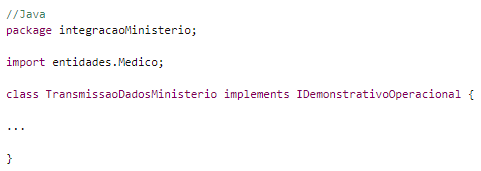 //Java
package integracaoMinisterio;
import entidades.Medico;
class TransmissaoDadosMinisterio implements IDemonstrativoOperacional {
...
}